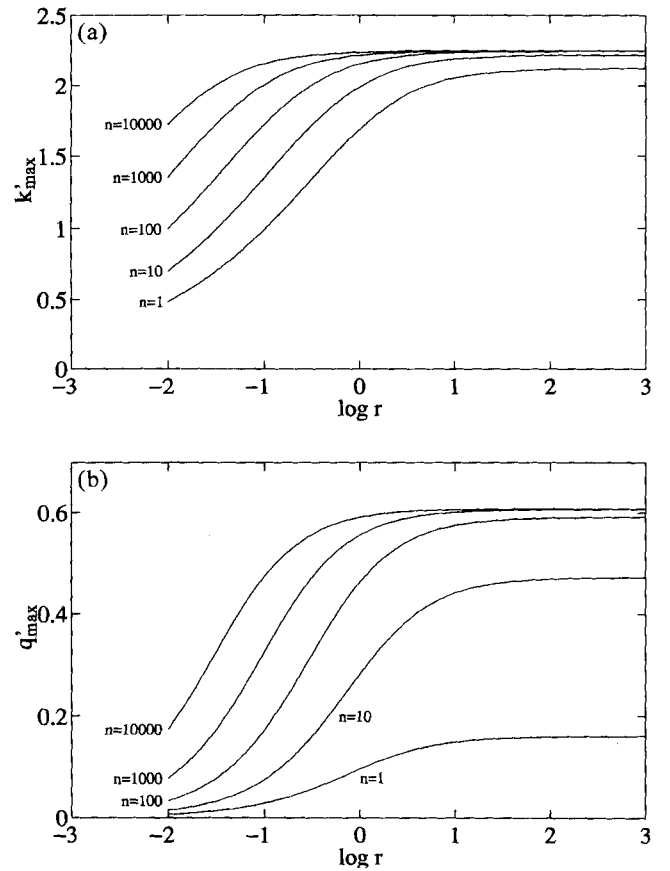 (a)
2.5
2
1.5
1
0.5
0
k'max
n=10000
n=1000
n=100
n=10
n=1
−3 −2 −1 0 1 2 3
log r
(b)
0.6
0.4
0.2
0
q'max
n=10000
n=1000
n=100
n=10
n=1
−3 −2 −1 0 1 2 3
log r